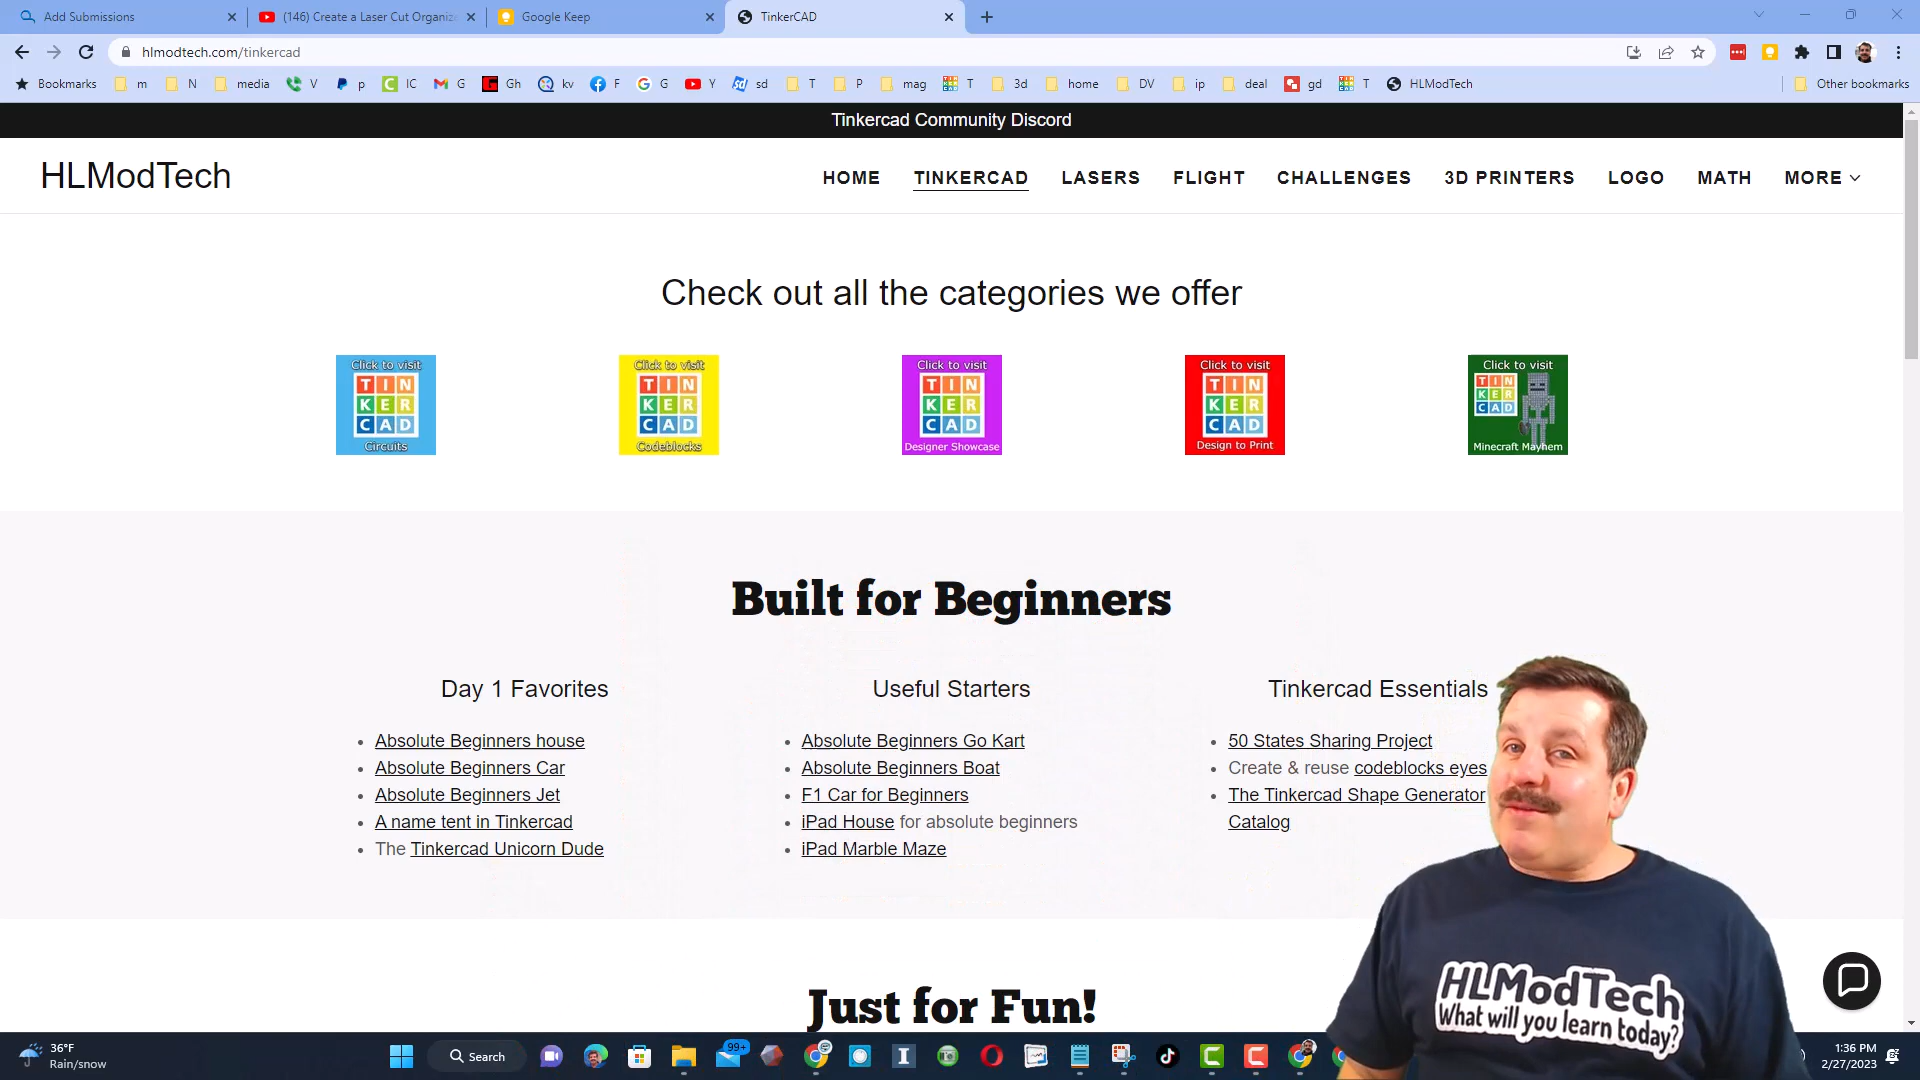 Add Submissions
(146) Create a Laser Cut Organiz
Google Keep
TinkerCAD
hlmodtech.com/tinkercad
Bookmarks m N media V p IC G Gh kv F G Y sd T P mag T 3d home DV ip deal gd T HLModTech Other bookmarks
Tinkercad Community Discord
HLModTech
HOME TINKERCAD LASERS FLIGHT CHALLENGES 3D PRINTERS LOGO MATH MORE
Check out all the categories we offer
Click to visit
TIN
KER
CAD
Circuits
Click to visit
TIN
KER
CAD
Codeblocks
Click to visit
TIN
KER
CAD
Designer Showcase
Click to visit
TIN
KER
CAD
Design to Print
Click to visit
TIN
KER
CAD
Minecraft Mayhem
Built for Beginners
Day 1 Favorites
Absolute Beginners house
Absolute Beginners Car
Absolute Beginners Jet
A name tent in Tinkercad
The Tinkercad Unicorn Dude
Useful Starters
Absolute Beginners Go Kart
Absolute Beginners Boat
F1 Car for Beginners
iPad House for absolute beginners
iPad Marble Maze
Tinkercad Essentials
50 States Sharing Project
Create & reuse codeblocks eyes
The Tinkercad Shape Generator
Catalog
Just for Fun!
HLModTech
What will you learn today?
36°F
Rain/snow
Search
99+
1:36 PM
2/27/2023